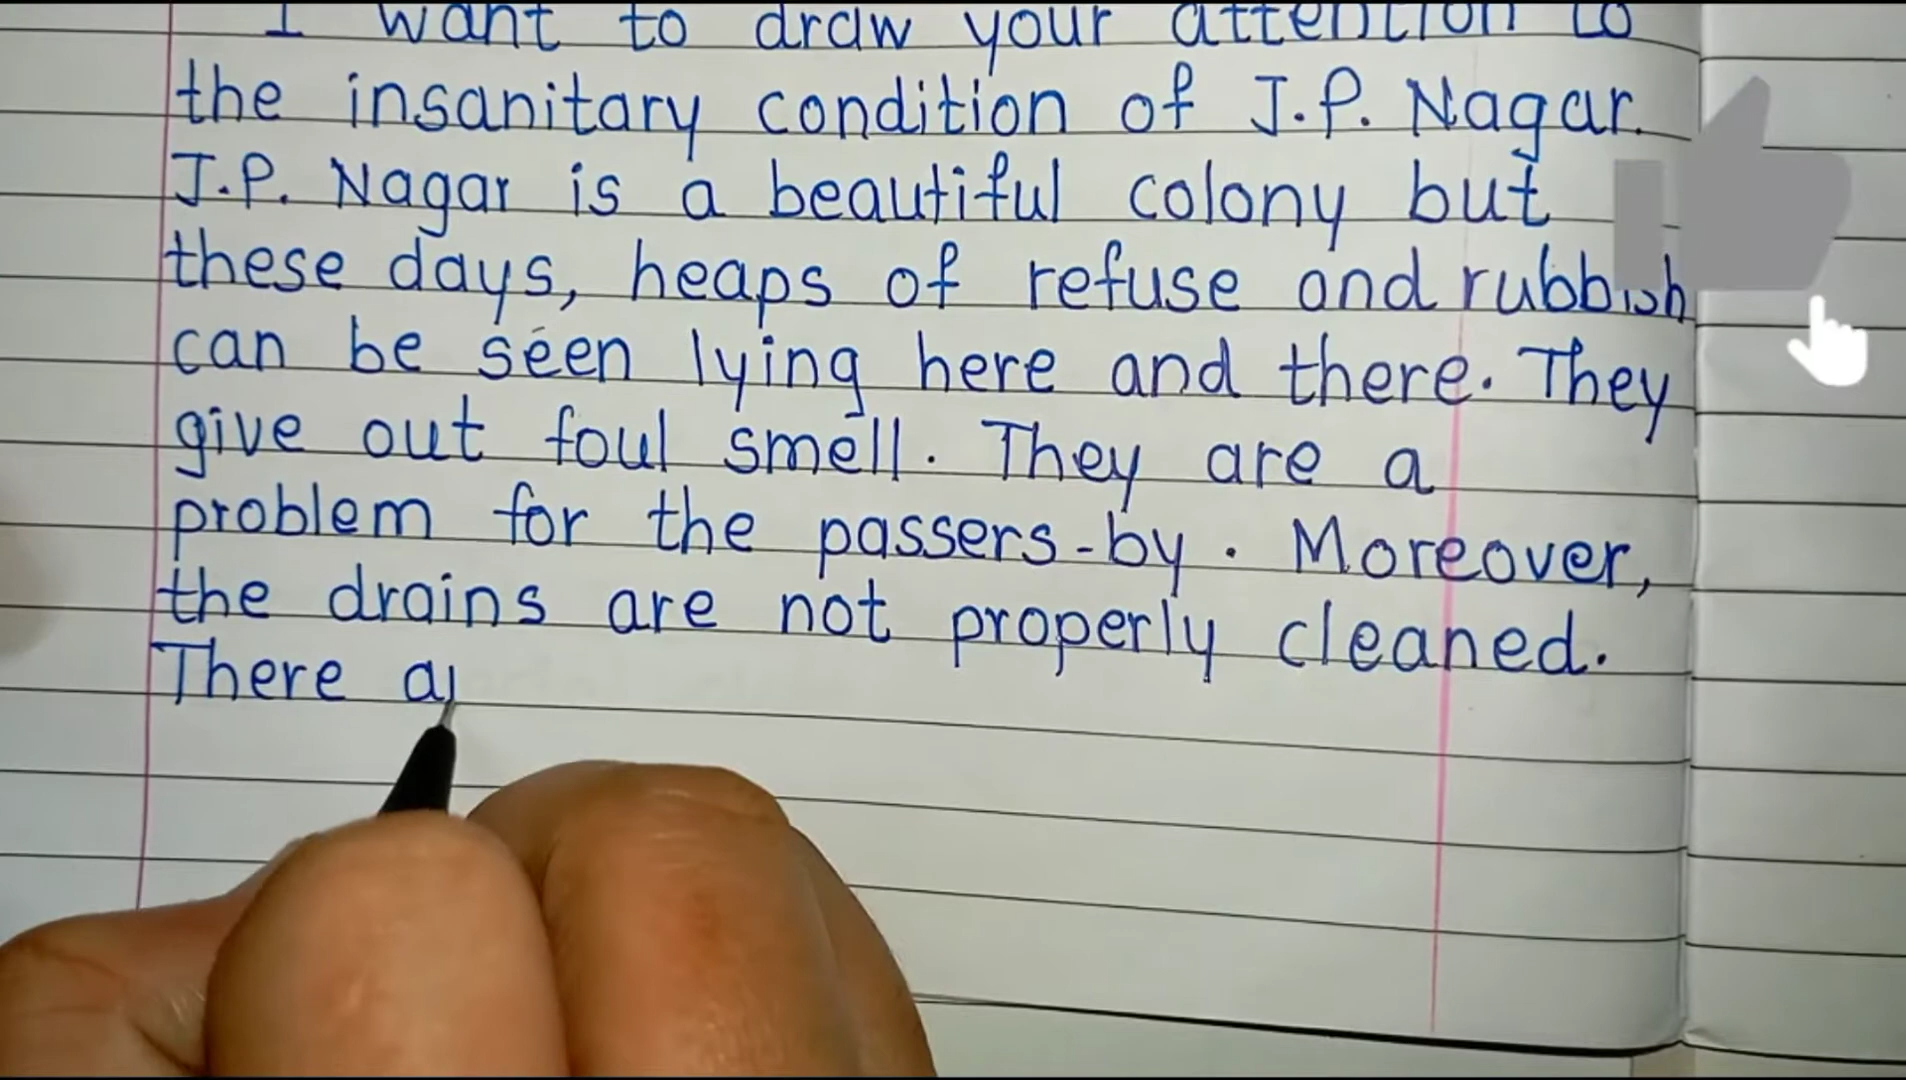 I want to draw your attention to
the insanitary condition of J.P. Nagar.
J.P. Nagar is a beautiful colony but
these days, heaps of refuse and rubbish
can be seen lying here and there. They
give out foul smell. They are a
problem for the passers-by. Moreover,
the drains are not properly cleaned.
There